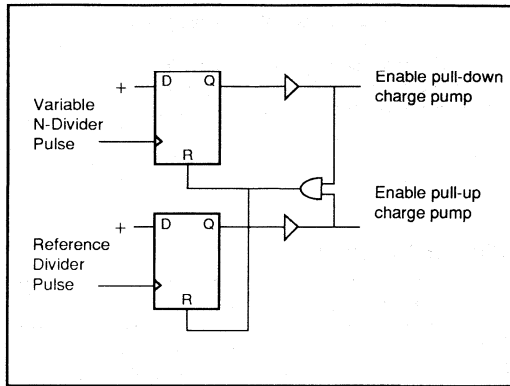 Variable
N-Divider
Pulse
+
D
Q
R
Enable pull-down
charge pump
Reference
Divider
Pulse
+
D
Q
R
Enable pull-up
charge pump